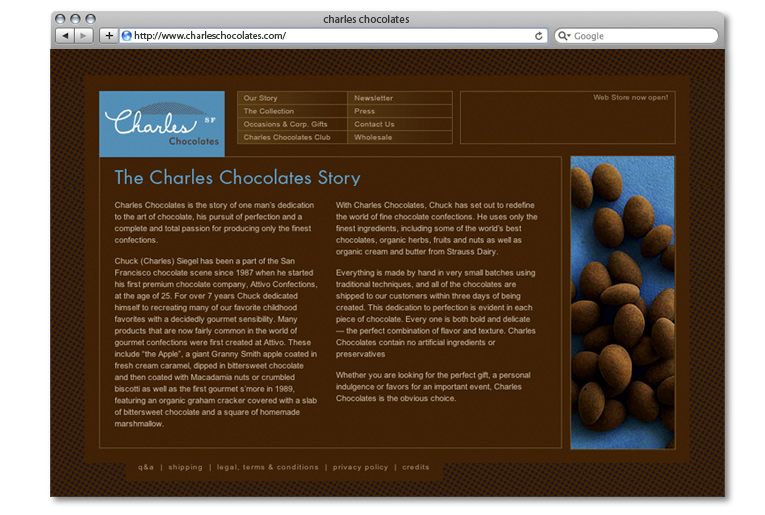 charles chocolates
http://www.charleschocolates.com/
Google
Charles SF
Chocolates
Our Story
The Collection
Occasions & Corp. Gifts
Charles Chocolates Club
Newsletter
Press
Contact Us
Wholesale
Web Store now open!
The Charles Chocolates Story
Charles Chocolates is the story of one man's dedication
to the art of chocolate, his pursuit of perfection and a
complete and total passion for producing only the finest
confections.
Chuck (Charles) Siegel has been a part of the San
Francisco chocolate scene since 1987 when he started
his first premium chocolate company, Attivo Confections,
at the age of 25. For over 7 years Chuck dedicated
himself to recreating many of our favorite childhood
favorites with a decidedly gourmet sensibility. Many
products that are now fairly common in the world of
gourmet confections were first created at Attivo. These
include “the Apple”, a giant Granny Smith apple coated in
fresh cream caramel, dipped in bittersweet chocolate
and then coated with Macadamia nuts or crumbled
biscotti as well as the first gourmet s'more in 1989,
featuring an organic graham cracker covered with a slab
of bittersweet chocolate and a square of homemade
marshmallow.
With Charles Chocolates, Chuck has set out to redefine
the world of fine chocolate confections. He uses only the
finest ingredients, including some of the world's best
chocolates, organic herbs, fruits and nuts as well as
organic cream and butter from Strauss Dairy.
Everything is made by hand in very small batches using
traditional techniques, and all of the chocolates are
shipped to our customers within three days of being
created. This dedication to perfection is evident in each
piece of chocolate. Every one is both bold and delicate
— the perfect combination of flavor and texture. Charles
Chocolates contain no artificial ingredients or
preservatives
Whether you are looking for the perfect gift, a personal
indulgence or favors for an important event, Charles
Chocolates is the obvious choice.
q&a | shipping | legal, terms & conditions | privacy policy | credits